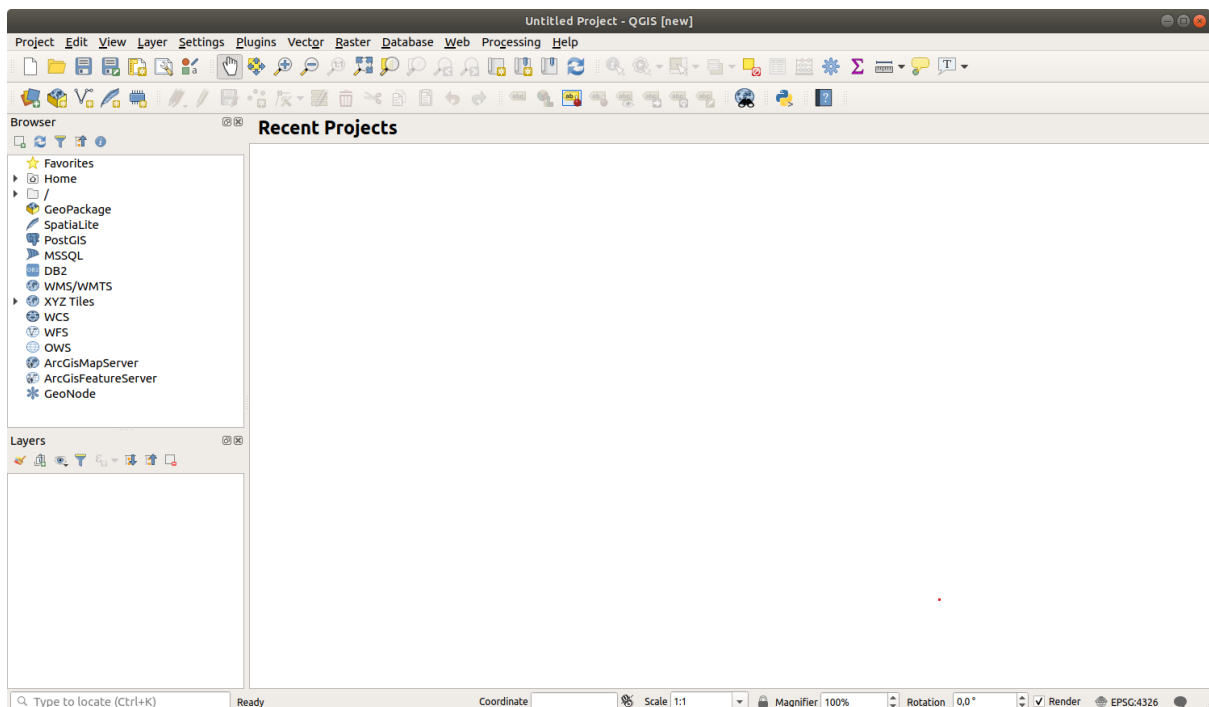 Untitled Project - QGIS [new]
Project Edit View Layer Settings Plugins Vector Raster Database Web Processing Help
Browser
Recent Projects
Favorites
Home
/
GeoPackage
SpatiaLite
PostGIS
MSSQL
DB2
WMS/WMTS
XYZ Tiles
WCS
WFS
OWS
ArcGisMapServer
ArcGisFeatureServer
GeoNode
Layers
Type to locate (Ctrl+K) Ready Coordinate Scale 1:1 Magnifier 100% Rotation 0,0 ° Render EPSG:4326